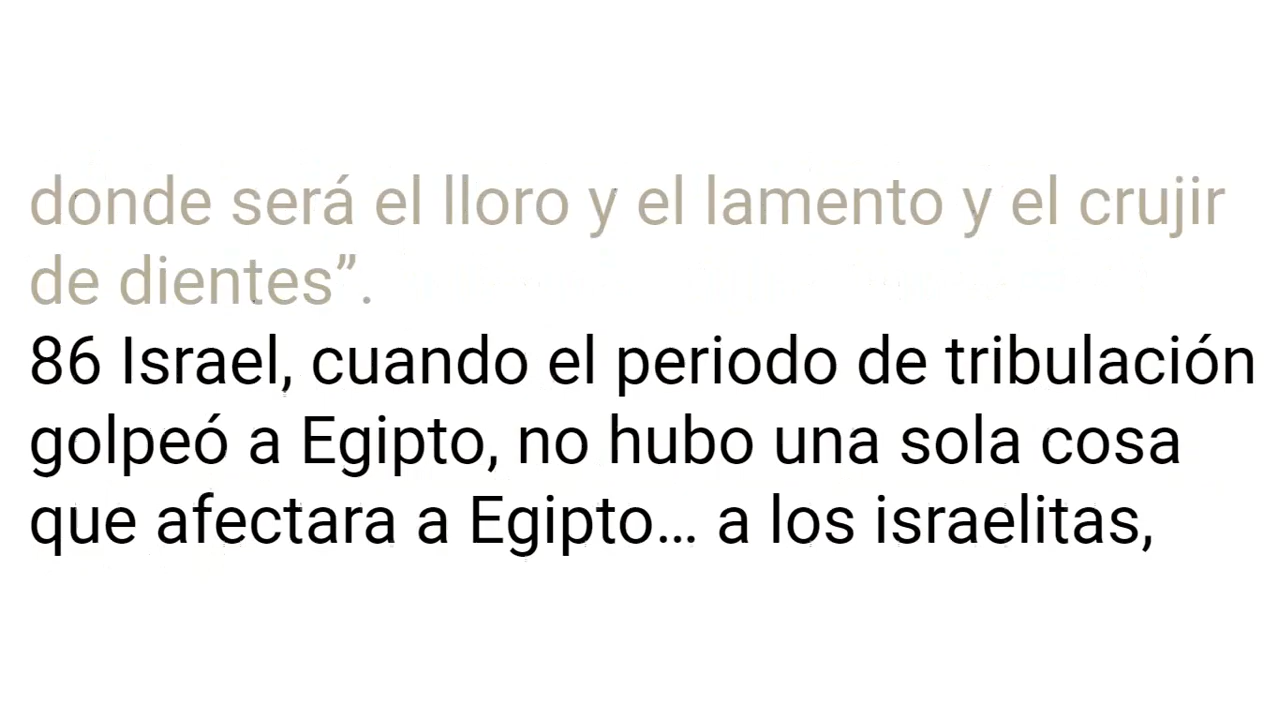 donde será el lloro y el lamento y el crujir
de dientes”.
86 Israel, cuando el periodo de tribulación
golpeó a Egipto, no hubo una sola cosa
que afectara a Egipto… a los israelitas,